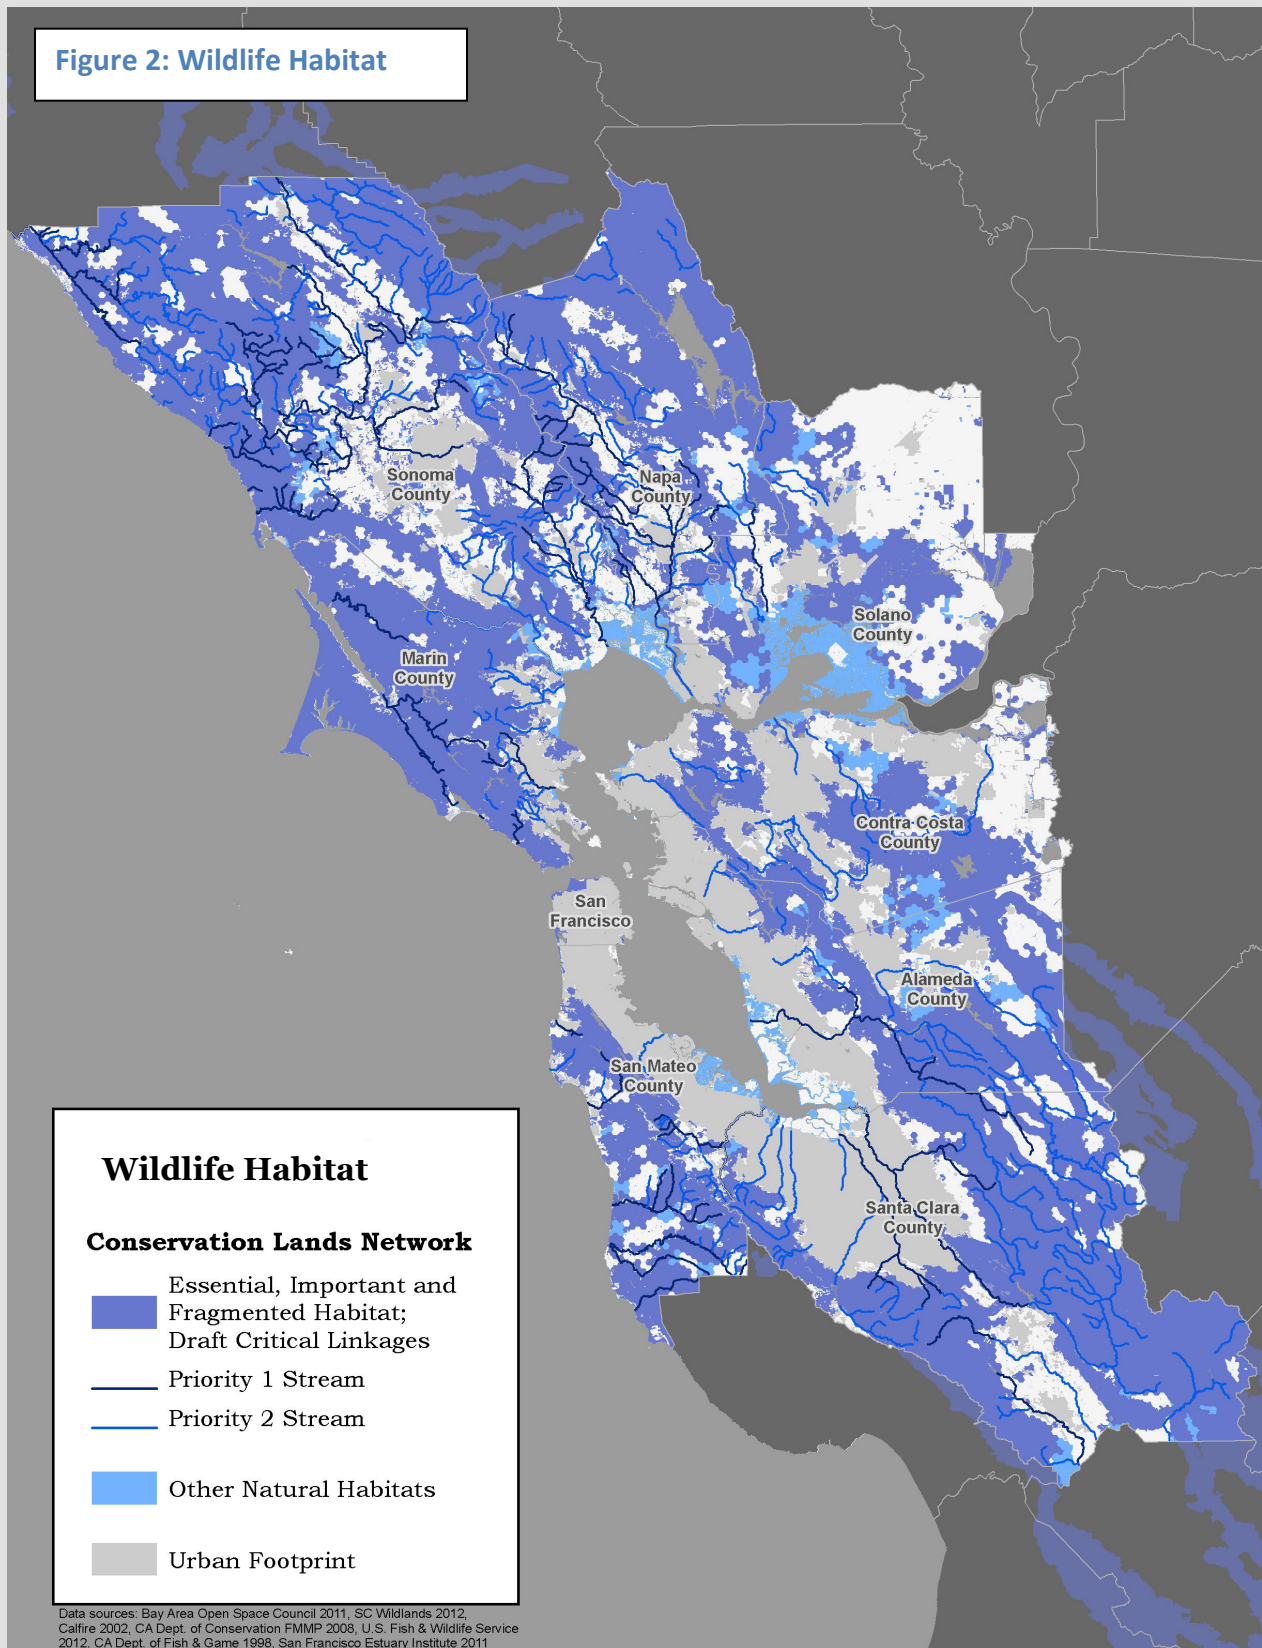 Figure 2: Wildlife Habitat
Sonoma
County
Napa
County
Solano
County
Marin
County
Contra Costa
County
San
Francisco
Alameda
County
San Mateo
County
Santa Clara
County
Wildlife Habitat
Conservation Lands Network
Essential, Important and
Fragmented Habitat;
Draft Critical Linkages
Priority 1 Stream
Priority 2 Stream
Other Natural Habitats
Urban Footprint
Data sources: Bay Area Open Space Council 2011, SC Wildlands 2012,
Calfire 2002, CA Dept. of Conservation FMMP 2008, U.S. Fish & Wildlife Service
2012, CA Dept. of Fish & Game 1998, San Francisco Estuary Institute 2011